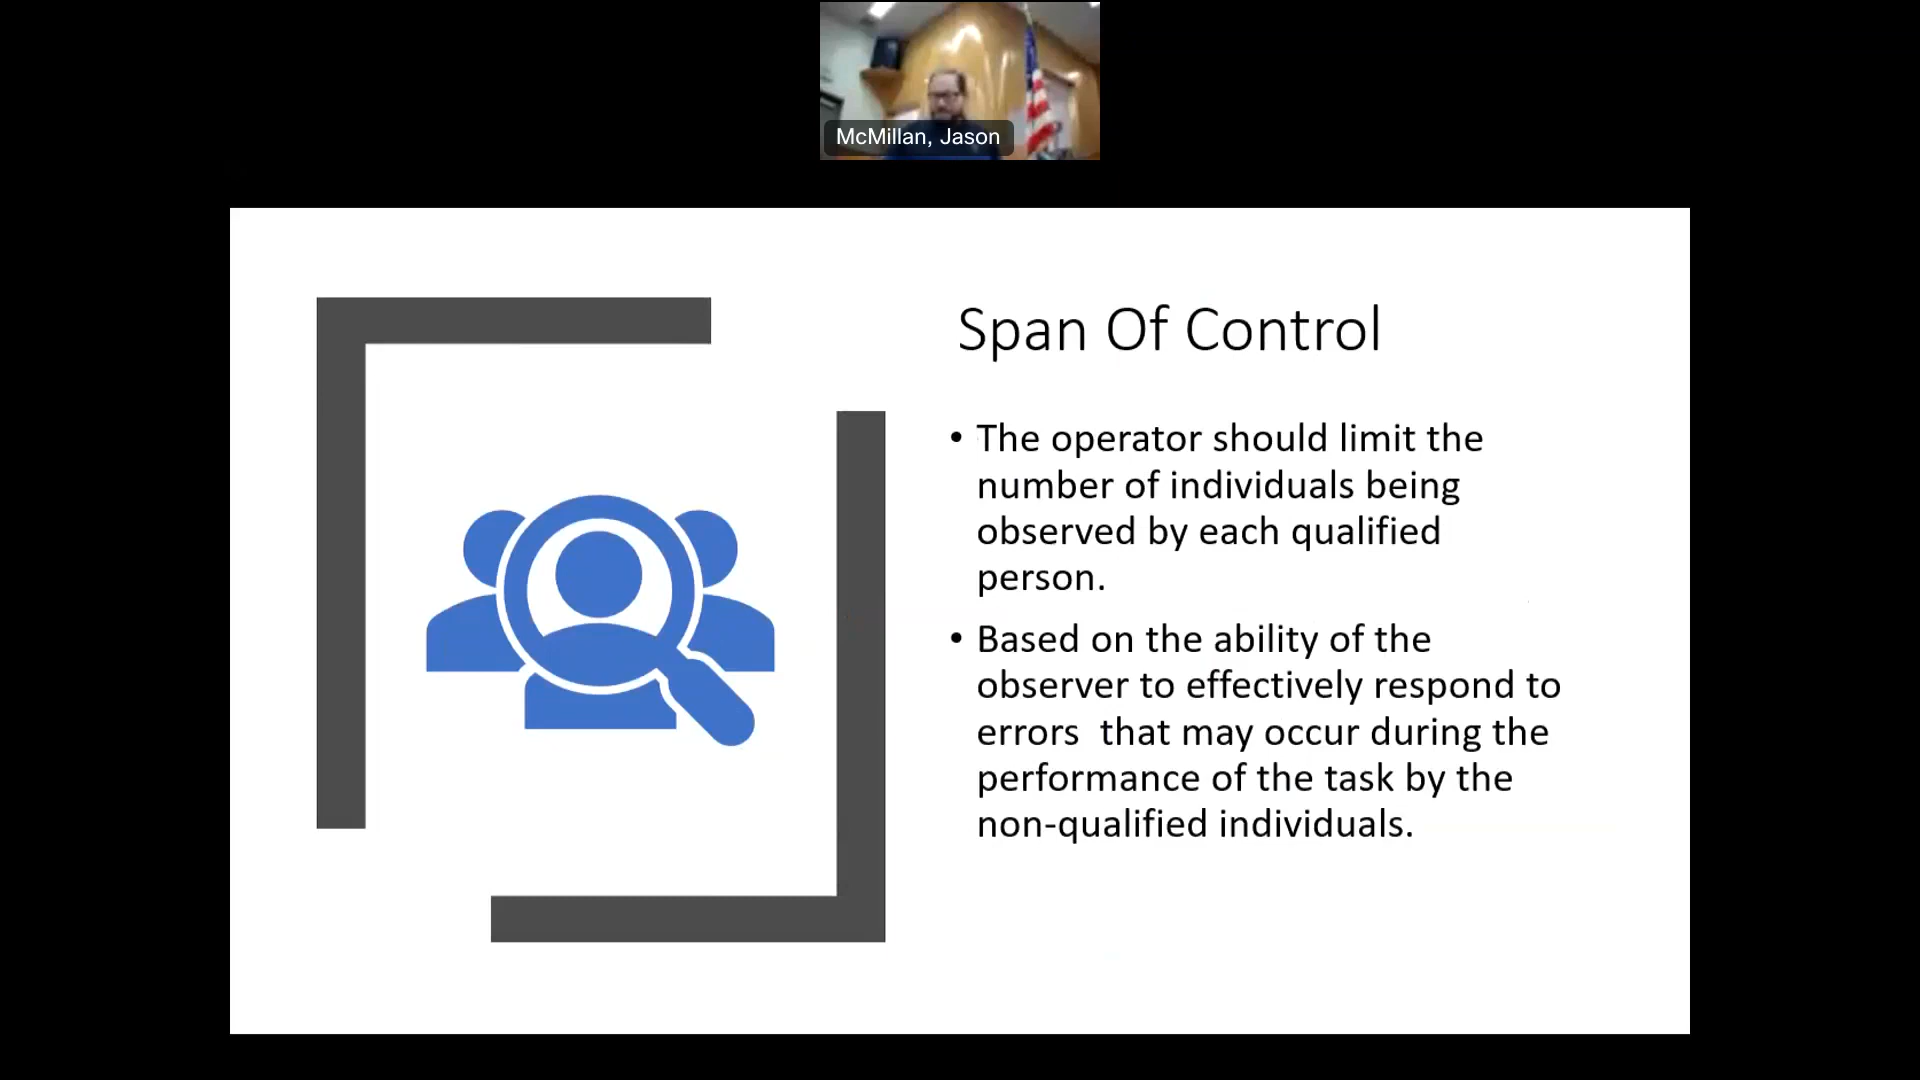 McMillan, Jason
Span Of Control
• The operator should limit the
number of individuals being
observed by each qualified
person.
• Based on the ability of the
observer to effectively respond to
errors  that may occur during the
performance of the task by the
non-qualified individuals.